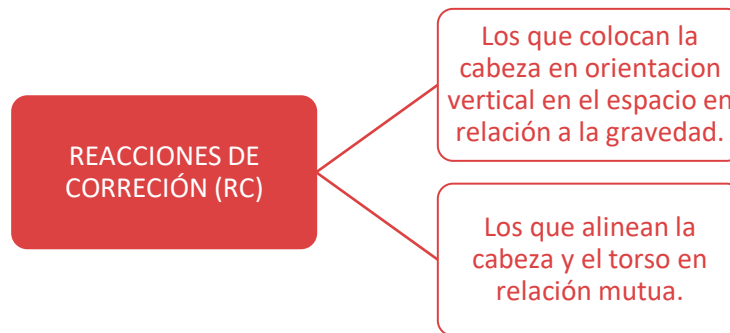 Los que colocan la
cabeza en orientacion
vertical en el espacio en
relación a la gravedad.
REACCIONES DE
CORRECIÓN (RC)
Los que alinean la
cabeza y el torso en
relación mutua.